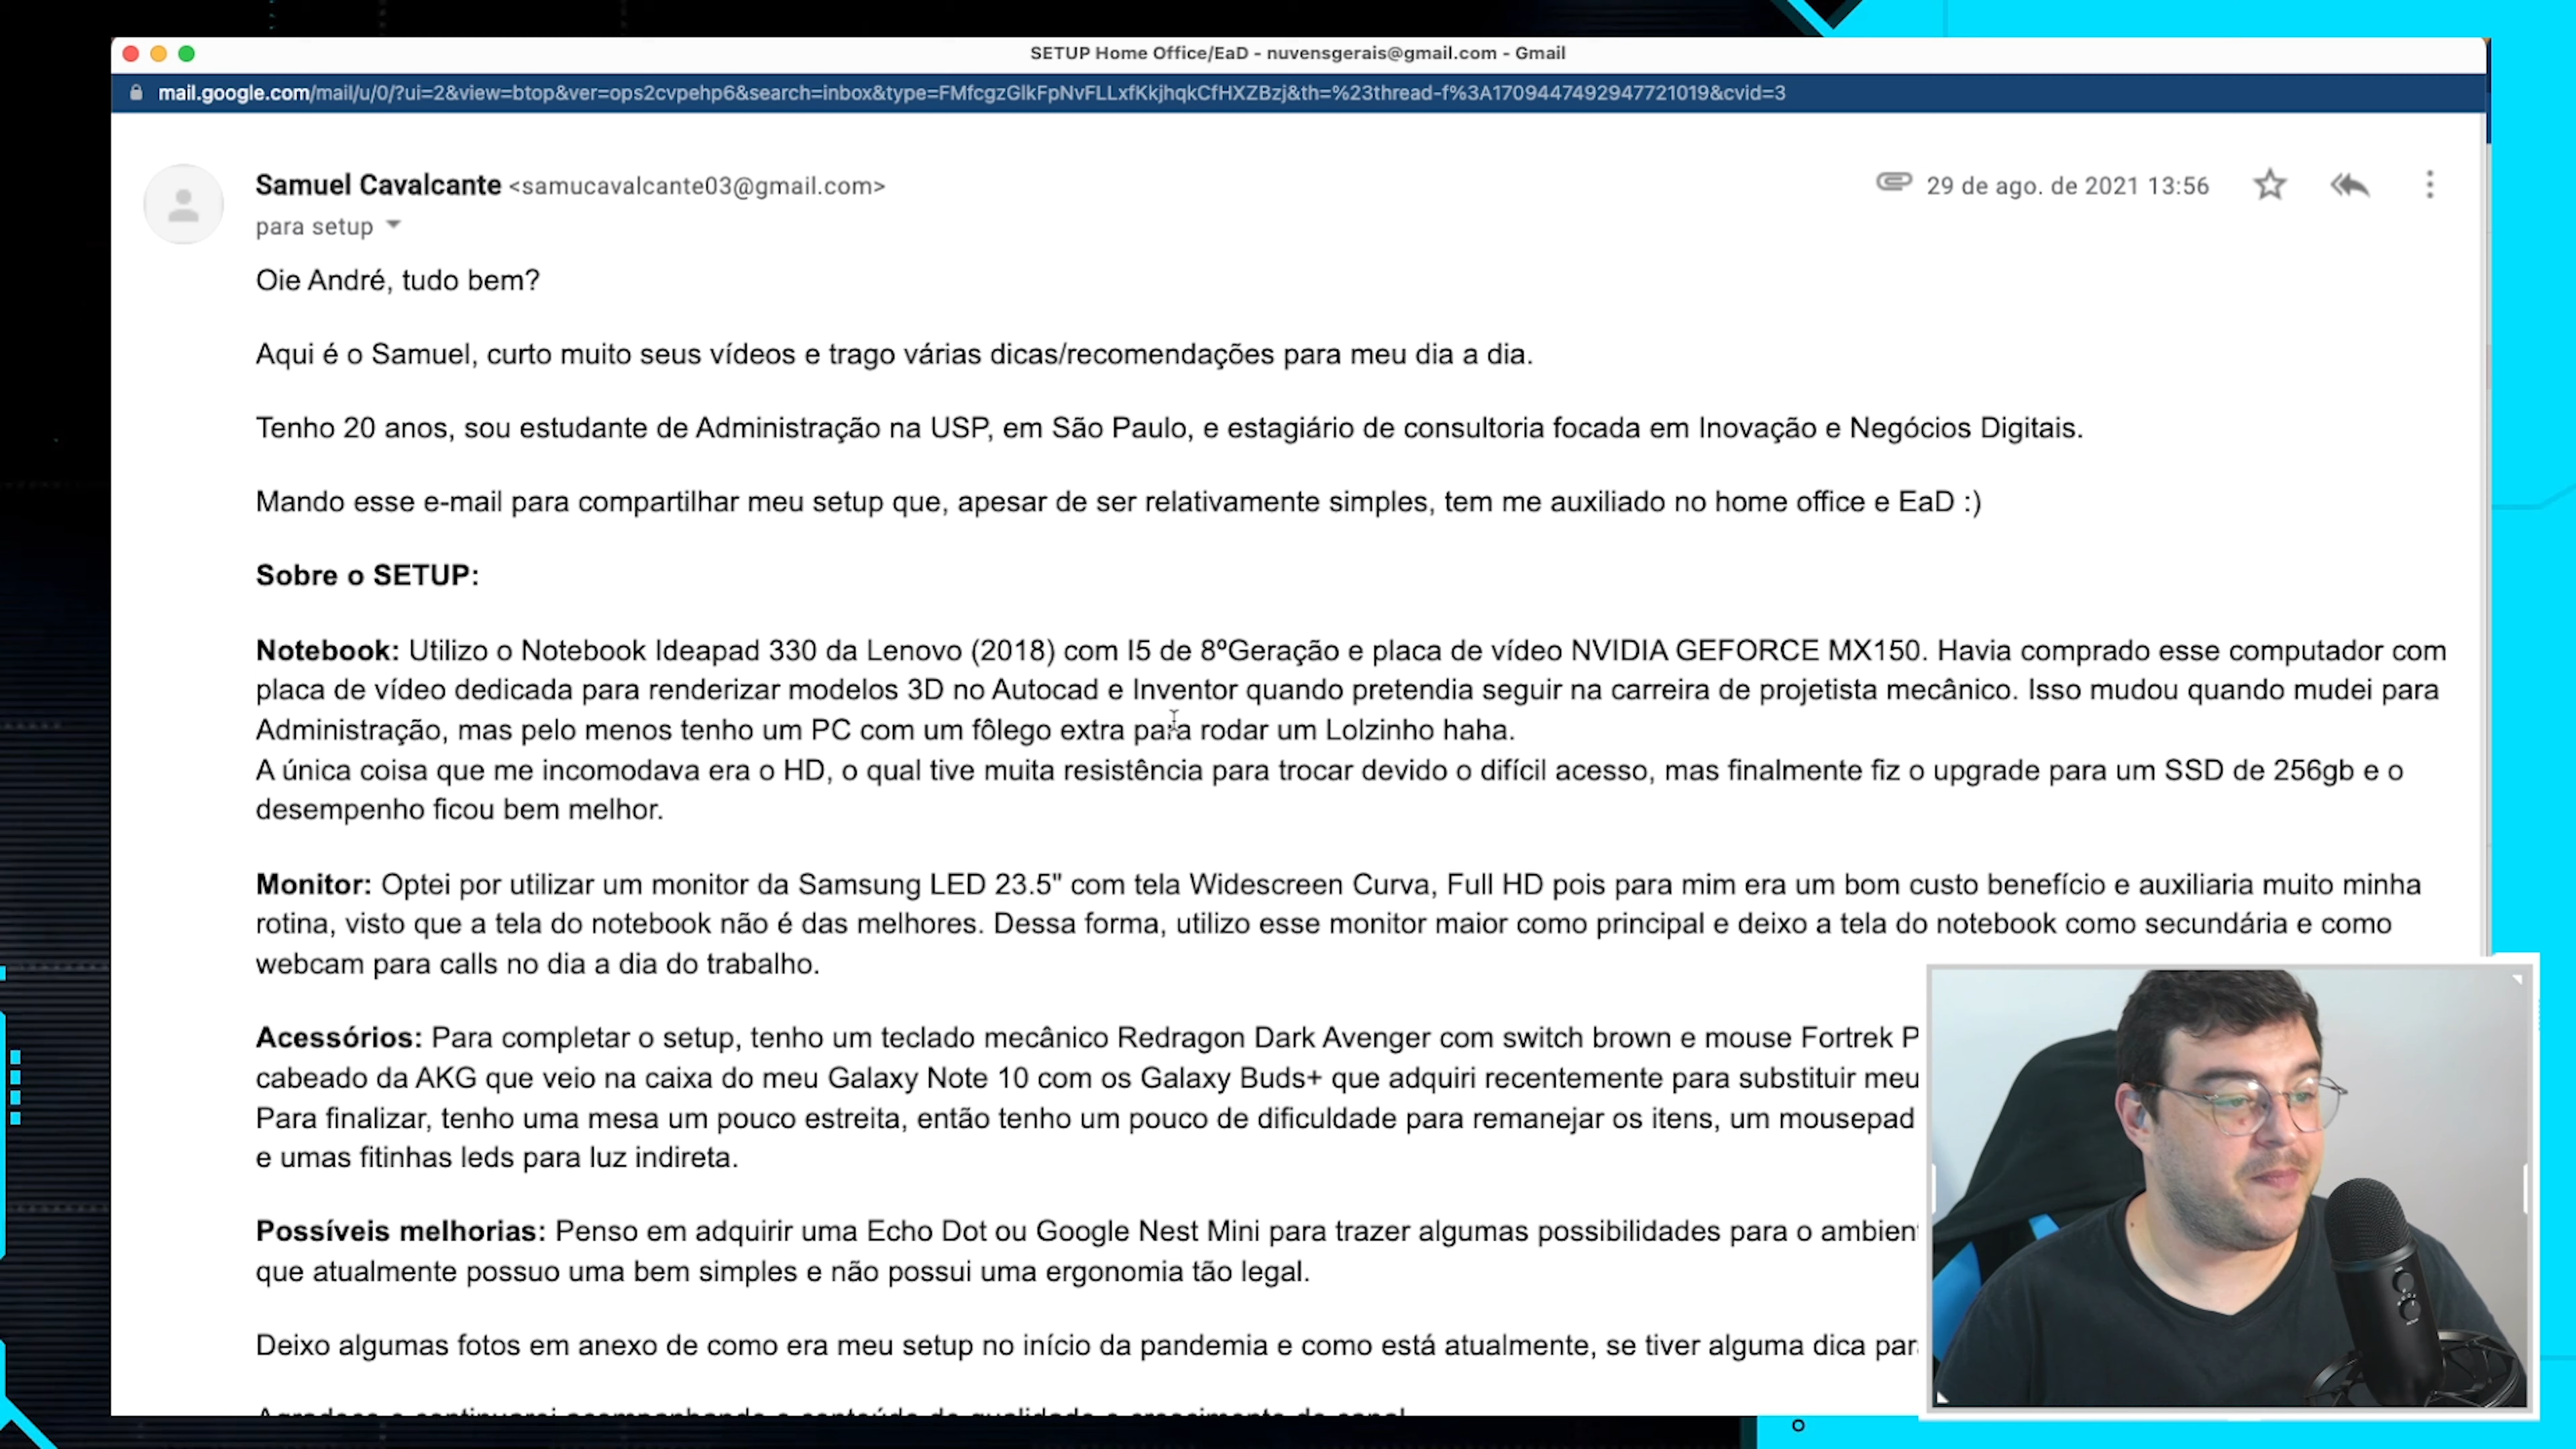 SETUP Home Office/EaD - nuvensgerais@gmail.com - Gmail
mail.google.com/mail/u/0/?ui=2&view=btop&ver=ops2cvpehp6&search=inbox&type=FMfcgzGlkFpNvFLLxfKkjhqkCfHXZBzj&th=%23thread-f%3A1709447492947721019&cvid=3
Samuel Cavalcante <samucavalcante03@gmail.com>
29 de ago. de 2021 13:56
para setup
Oie André, tudo bem?
Aqui é o Samuel, curto muito seus vídeos e trago várias dicas/recomendações para meu dia a dia.
Tenho 20 anos, sou estudante de Administração na USP, em São Paulo, e estagiário de consultoria focada em Inovação e Negócios Digitais.
Mando esse e-mail para compartilhar meu setup que, apesar de ser relativamente simples, tem me auxiliado no home office e EaD :)
Sobre o SETUP:
Notebook: Utilizo o Notebook Ideapad 330 da Lenovo (2018) com I5 de 8ºGeração e placa de vídeo NVIDIA GEFORCE MX150. Havia comprado esse computador com
placa de vídeo dedicada para renderizar modelos 3D no Autocad e Inventor quando pretendia seguir na carreira de projetista mecânico. Isso mudou quando mudei para
Administração, mas pelo menos tenho um PC com um fôlego extra para rodar um Lolzinho haha.
A única coisa que me incomodava era o HD, o qual tive muita resistência para trocar devido o difícil acesso, mas finalmente fiz o upgrade para um SSD de 256gb e o
desempenho ficou bem melhor.
Monitor: Optei por utilizar um monitor da Samsung LED 23.5" com tela Widescreen Curva, Full HD pois para mim era um bom custo benefício e auxiliaria muito minha
rotina, visto que a tela do notebook não é das melhores. Dessa forma, utilizo esse monitor maior como principal e deixo a tela do notebook como secundária e como
webcam para calls no dia a dia do trabalho.
Acessórios: Para completar o setup, tenho um teclado mecânico Redragon Dark Avenger com switch brown e mouse Fortrek P
cabeado da AKG que veio na caixa do meu Galaxy Note 10 com os Galaxy Buds+ que adquiri recentemente para substituir meu
Para finalizar, tenho uma mesa um pouco estreita, então tenho um pouco de dificuldade para remanejar os itens, um mousepad
e umas fitinhas leds para luz indireta.
Possíveis melhorias: Penso em adquirir uma Echo Dot ou Google Nest Mini para trazer algumas possibilidades para o ambien
que atualmente possuo uma bem simples e não possui uma ergonomia tão legal.
Deixo algumas fotos em anexo de como era meu setup no início da pandemia e como está atualmente, se tiver alguma dica par